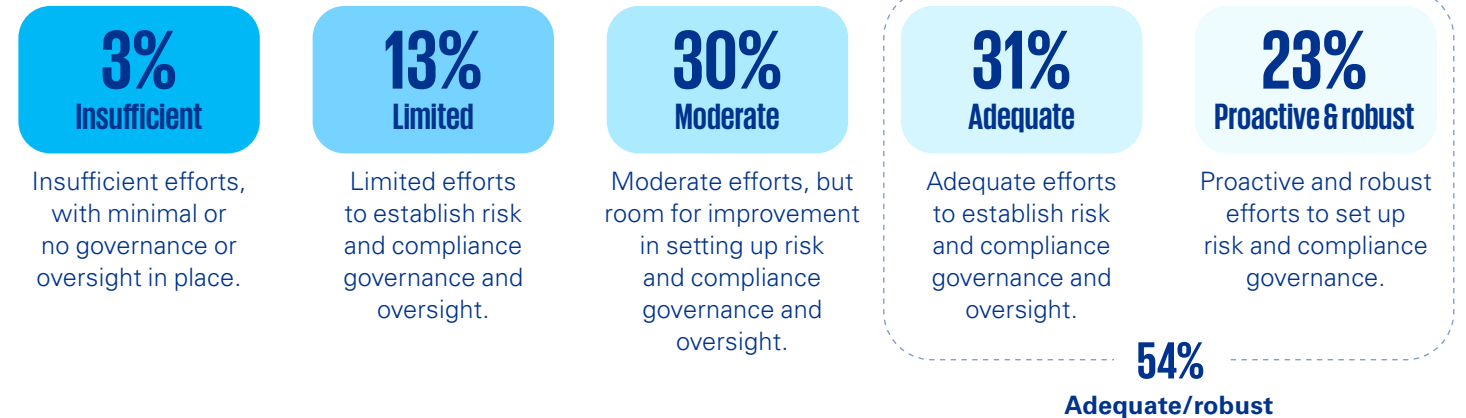 3%
Insufficient
Insufficient efforts,
with minimal or
no governance or
oversight in place.
13%
Limited
Limited efforts
to establish risk
and compliance
governance and
oversight.
30%
Moderate
Moderate efforts, but
room for improvement
in setting up risk
and compliance
governance and
oversight.
31%
Adequate
Adequate efforts
to establish risk
and compliance
governance and
oversight.
23%
Proactive & robust
Proactive and robust
efforts to set up
risk and compliance
governance.
54%
Adequate/robust